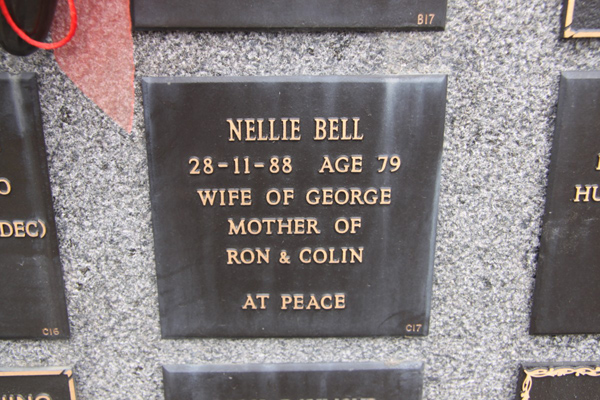 B17
NELLIE BELL
28-11-88 AGE 79
WIFE OF GEORGE
MOTHER OF
RON & COLIN
AT PEACE
C17
DEC)
C16